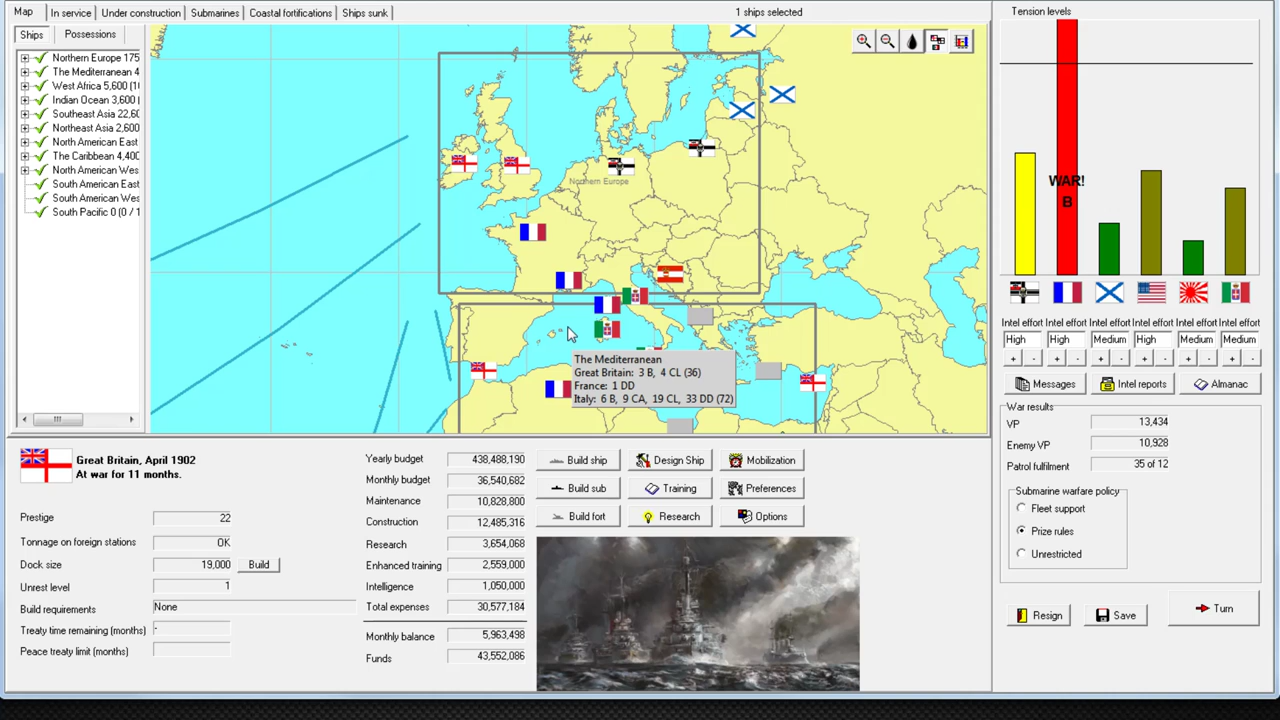 Map
In service
Under construction
Submarines
Coastal fortifications
Ships sunk
1 ships selected
Tension levels
Ships
Possessions
Northern Europe 175
The Mediterranean 4
West Africa 5,600 (1
Indian Ocean 3,600 (
Southeast Asia 22,6
Northeast Asia 2,600
North American East
The Caribbean 4,400
North American Wes
South American East
South American Wes
South Pacific 0 (0 / 1
Northern Europe
The Mediterranean
Great Britain: 3 B, 4 CL (36)
France: 1 DD
Italy: 6 B, 9 CA, 19 CL, 33 DD (72)
WAR!
B
Intel effort Intel effort Intel effort Intel effort Intel effort Intel effort
High High Medium High Medium Medium
+ - + - + - + - + - + -
Messages
Intel reports
Almanac
War results
VP 13,434
Enemy VP 10,928
Patrol fulfilment 35 of 12
Submarine warfare policy
Fleet support
Prize rules
Unrestricted
Resign
Save
Turn
Great Britain, April 1902
At war for 11 months.
Prestige 22
Tonnage on foreign stations OK
Dock size 19,000 Build
Unrest level 1
Build requirements None
Treaty time remaining (months) -
Peace treaty limit (months)
Yearly budget 438,488,190
Monthly budget 36,540,682
Maintenance 10,828,800
Construction 12,485,316
Research 3,654,068
Enhanced training 2,559,000
Intelligence 1,050,000
Total expenses 30,577,184
Monthly balance 5,963,498
Funds 43,552,086
Build ship
Design Ship
Mobilization
Build sub
Training
Preferences
Build fort
Research
Options